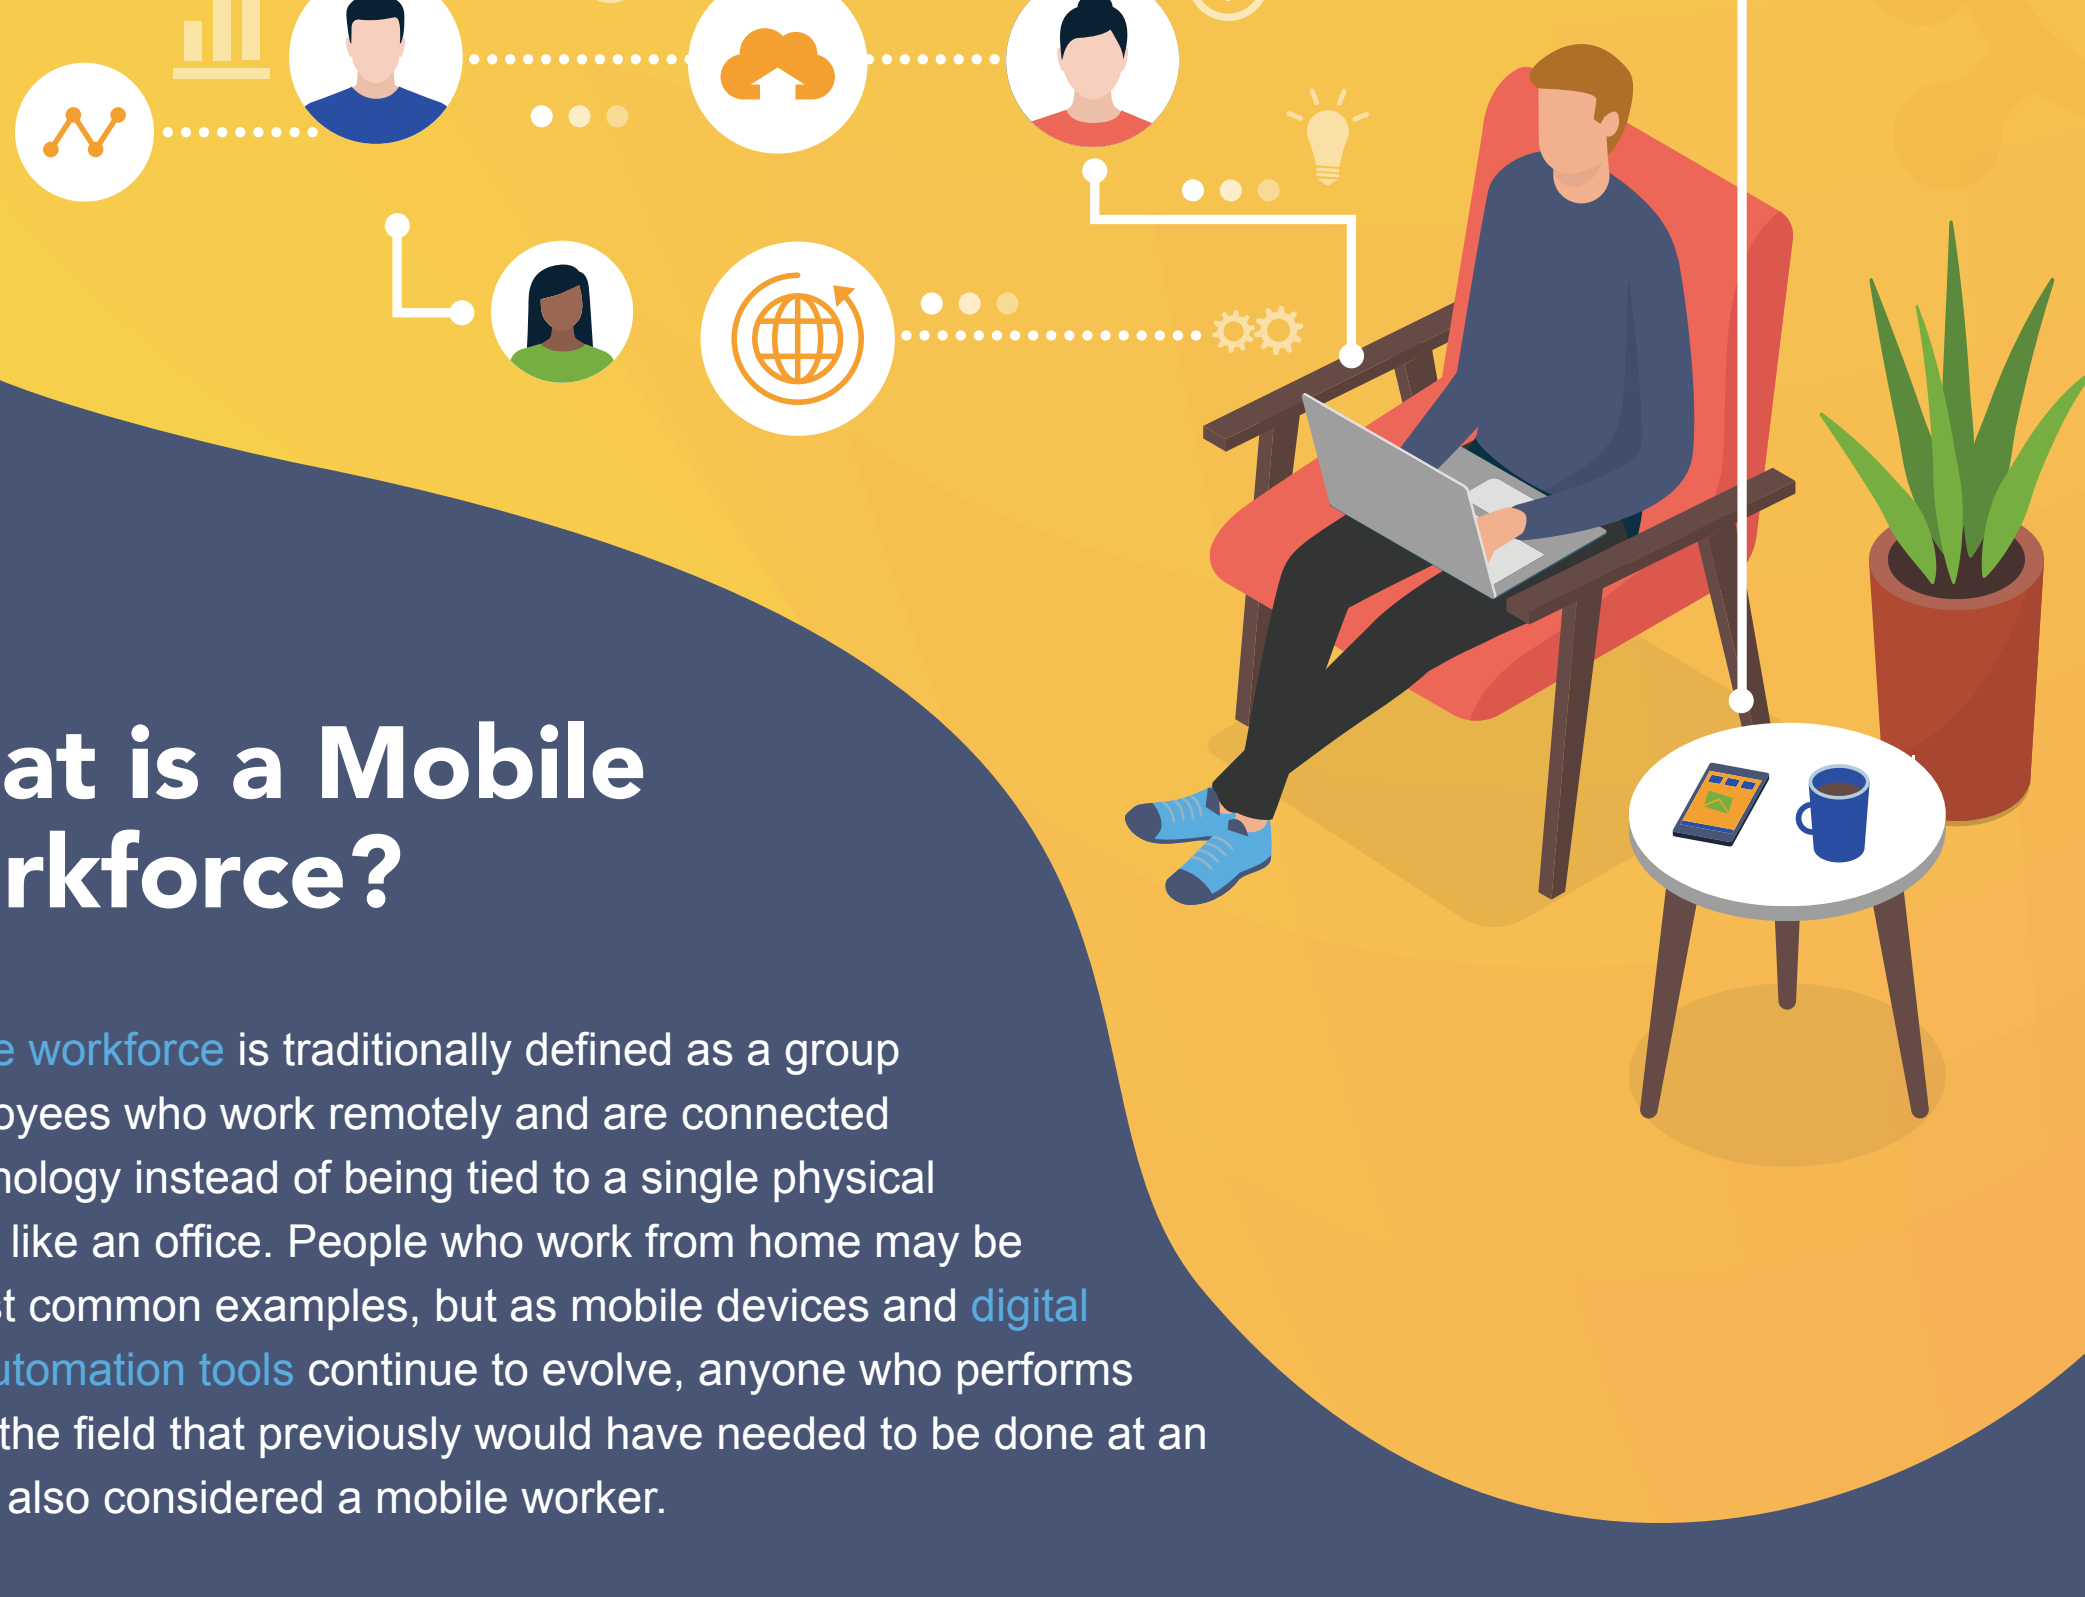 at is a Mobile
rkforce?
e workforce is traditionally defined as a group
oyees who work remotely and are connected
nology instead of being tied to a single physical
like an office. People who work from home may be
st common examples, but as mobile devices and digital
utomation tools continue to evolve, anyone who performs
the field that previously would have needed to be done at an
also considered a mobile worker.